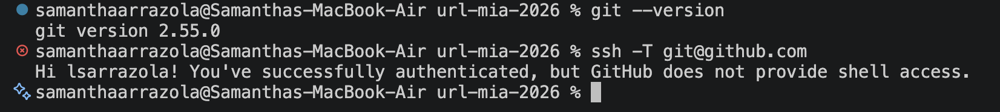 samanthaarrazola@Samanthas-MacBook-Air url-mia-2026 % git --version
git version 2.55.0
samanthaarrazola@Samanthas-MacBook-Air url-mia-2026 % ssh -T git@github.com
Hi lsarrazola! You've successfully authenticated, but GitHub does not provide shell access.
samanthaarrazola@Samanthas-MacBook-Air url-mia-2026 %